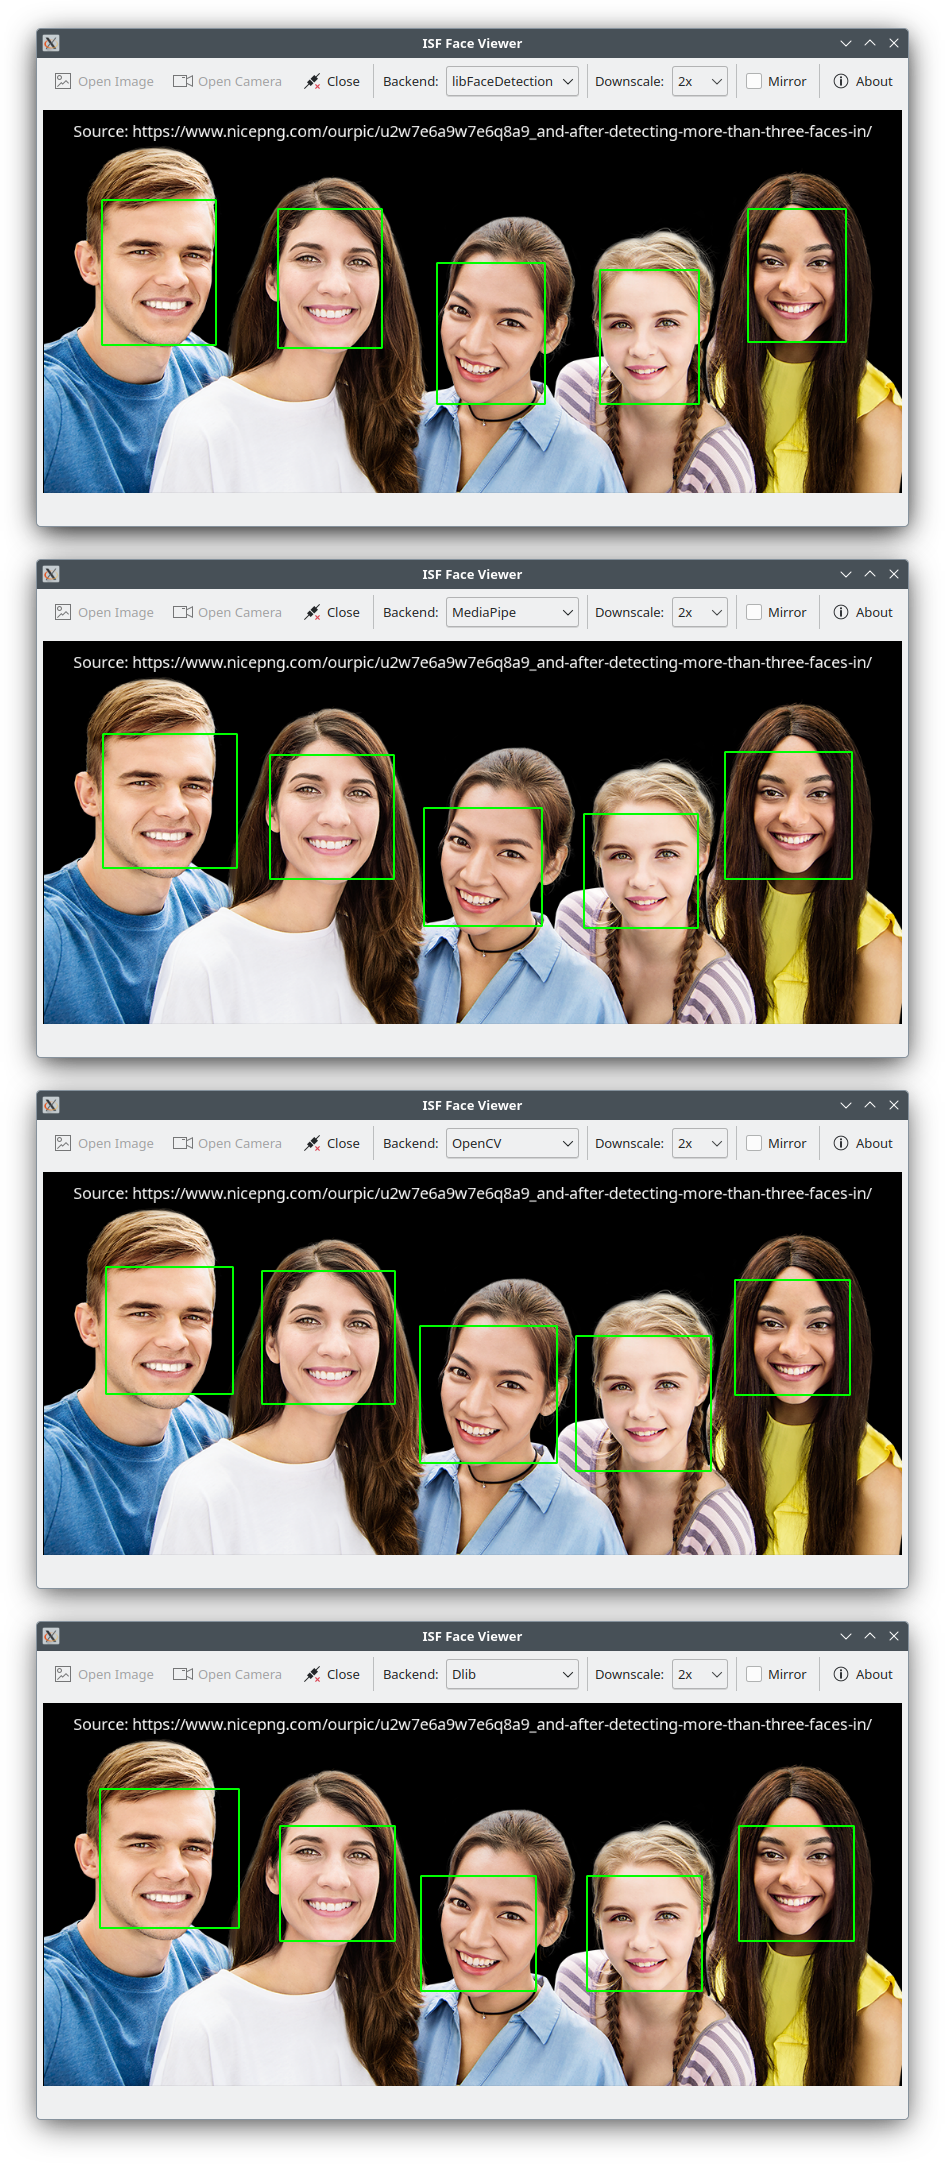 ISF Face Viewer
Open Image Open Camera Close Backend: libFaceDetection Downscale: 2x Mirror About
Source: https://www.nicepng.com/ourpic/u2w7e6a9w7e6q8a9_and-after-detecting-more-than-three-faces-in/
ISF Face Viewer
Open Image Open Camera Close Backend: MediaPipe Downscale: 2x Mirror About
Source: https://www.nicepng.com/ourpic/u2w7e6a9w7e6q8a9_and-after-detecting-more-than-three-faces-in/
ISF Face Viewer
Open Image Open Camera Close Backend: OpenCV Downscale: 2x Mirror About
Source: https://www.nicepng.com/ourpic/u2w7e6a9w7e6q8a9_and-after-detecting-more-than-three-faces-in/
ISF Face Viewer
Open Image Open Camera Close Backend: Dlib Downscale: 2x Mirror About
Source: https://www.nicepng.com/ourpic/u2w7e6a9w7e6q8a9_and-after-detecting-more-than-three-faces-in/